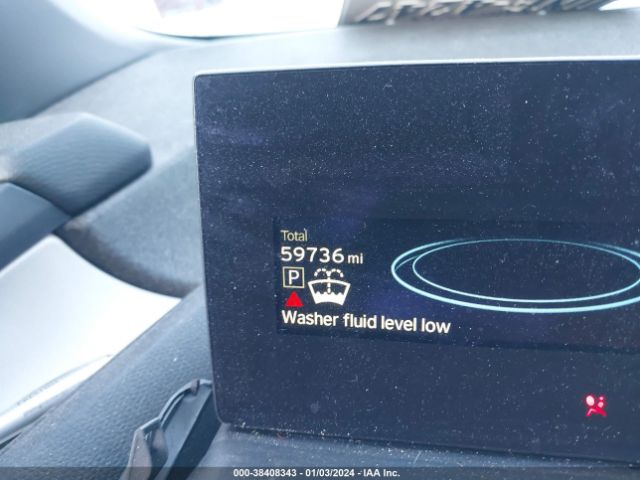 Total
59736 mi
P
Washer fluid level low
000-38408343 - 01/03/2024 - IAA Inc.